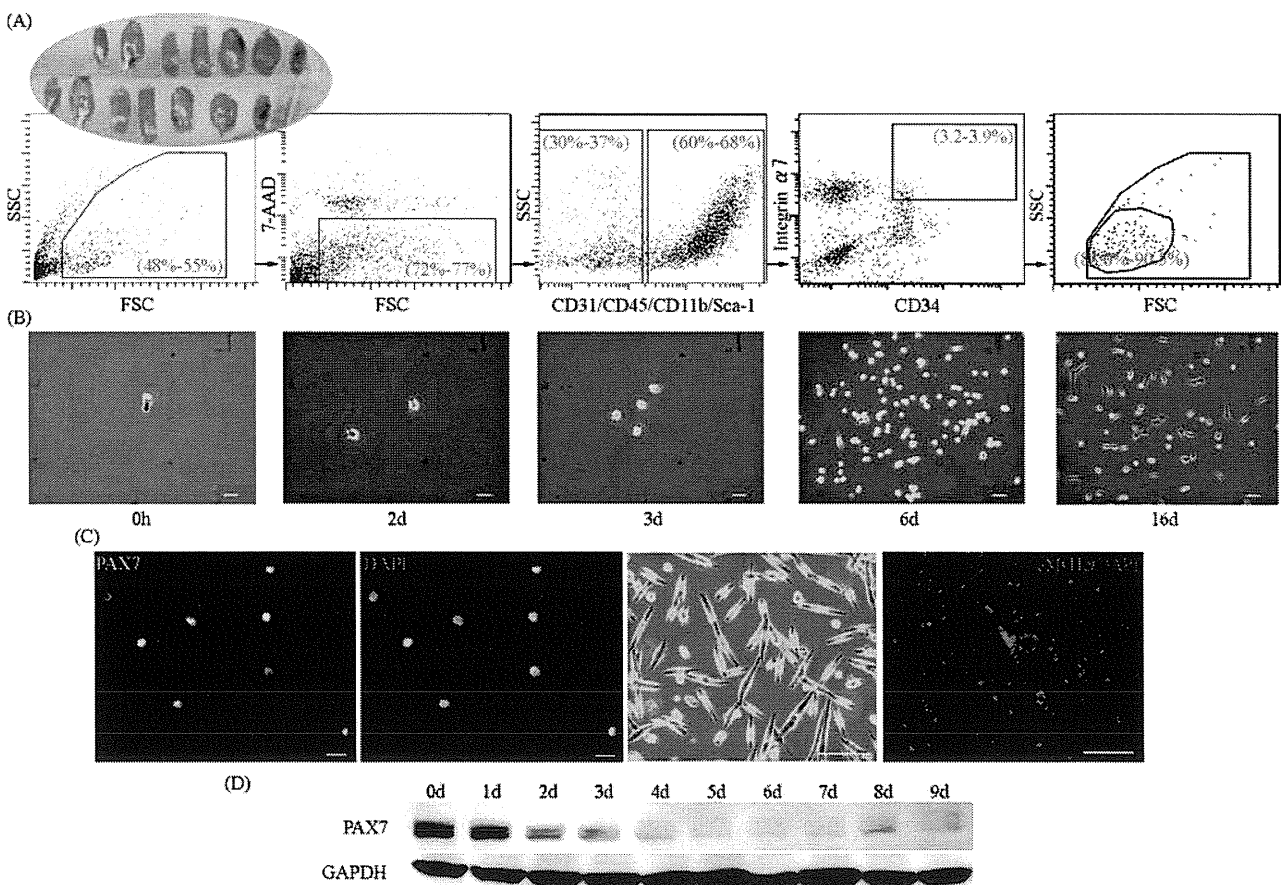 (A)
SSC
(48%-55%)
FSC
7-AAD
(72%-77%)
FSC
SSC
(30%-37%)
(60%-68%)
CD31/CD45/CD11b/Sca-1
Integrin α 7
(3.2-3.9%)
CD34
SSC
FSC
(B)
0h
2d
3d
6d
16d
(C)
PAX7
DAPI
(D)
0d 1d 2d 3d 4d 5d 6d 7d 8d 9d
PAX7
GAPDH